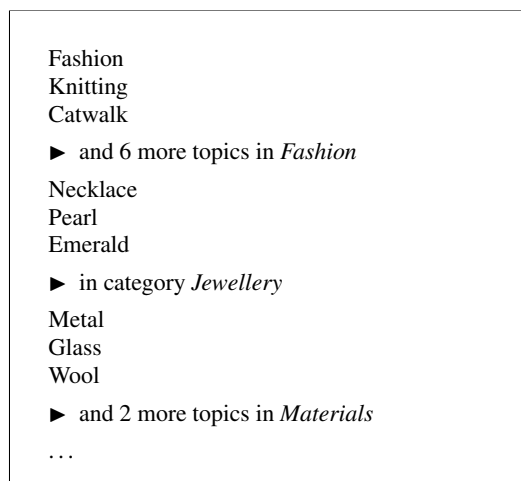 Fashion
Knitting
Catwalk
► and 6 more topics in Fashion
Necklace
Pearl
Emerald
► in category Jewellery
Metal
Glass
Wool
► and 2 more topics in Materials
...